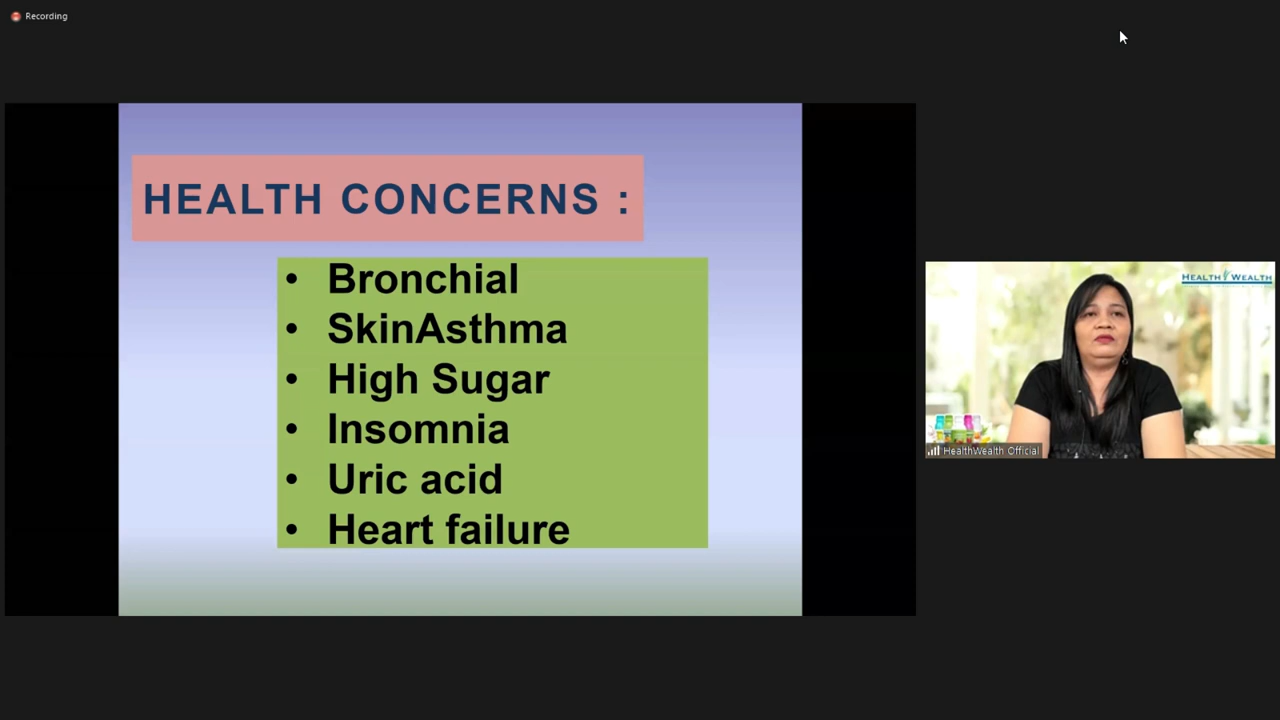 Recording
HEALTH CONCERNS :
• Bronchial
• SkinAsthma
• High Sugar
• Insomnia
• Uric acid
• Heart failure
HEALTH WEALTH
HealthWealth Official